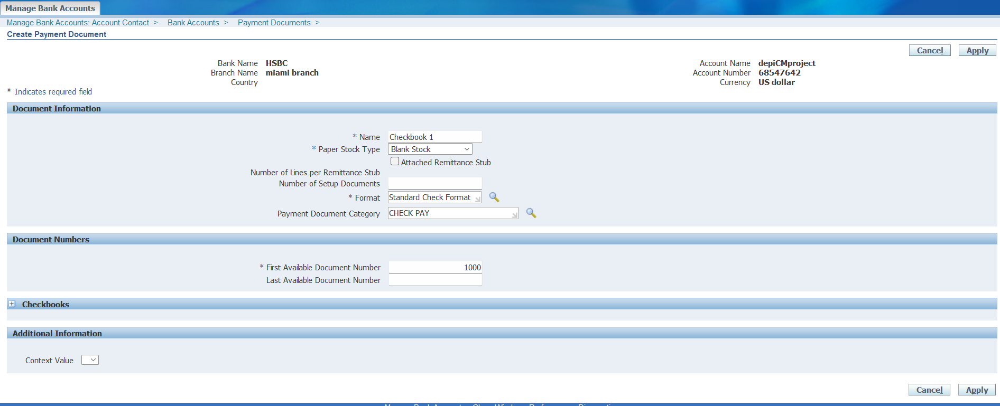 Manage Bank Accounts
Manage Bank Accounts: Account Contact > Bank Accounts > Payment Documents >
Create Payment Document
Cancel Apply
Bank Name HSBC
Branch Name miami branch
Country
Account Name depiCMproject
Account Number 68547642
Currency US dollar
* Indicates required field
Document Information
* Name Checkbook 1
* Paper Stock Type Blank Stock
Attached Remittance Stub
Number of Lines per Remittance Stub
Number of Setup Documents
* Format Standard Check Format
Payment Document Category CHECK PAY
Document Numbers
* First Available Document Number 1000
Last Available Document Number
Checkbooks
Additional Information
Context Value
Cancel Apply